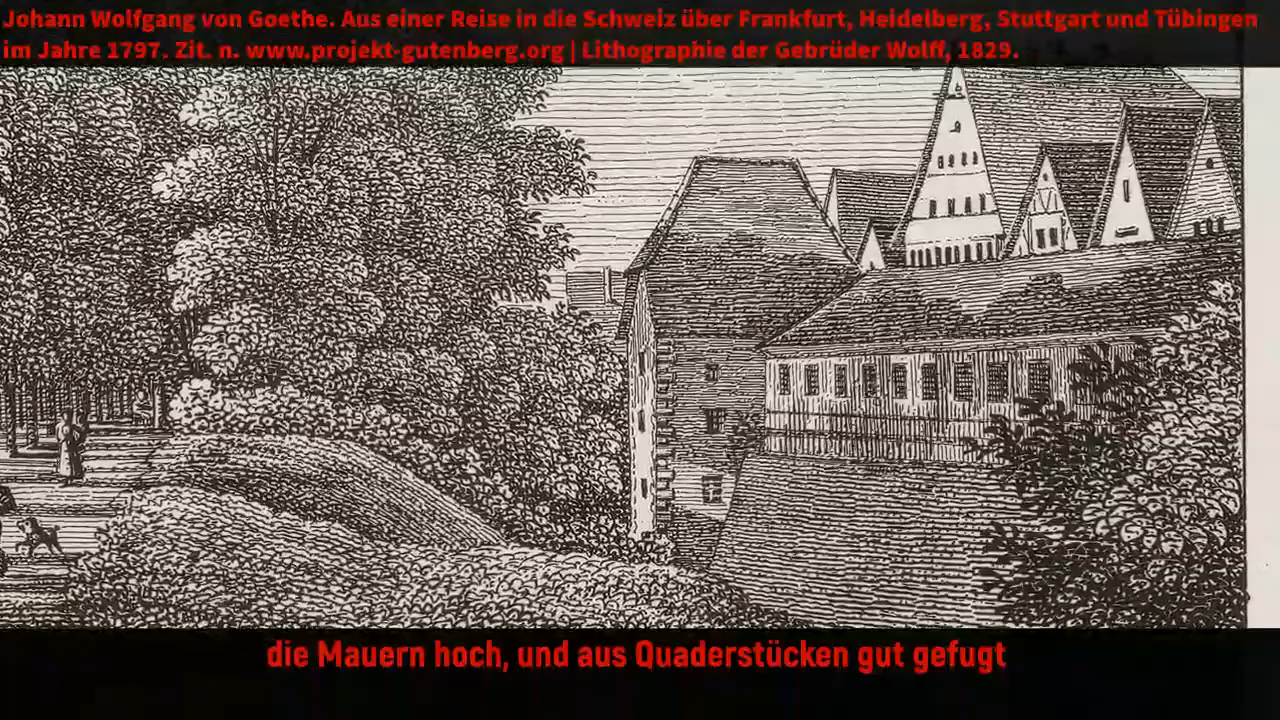 Johann Wolfgang von Goethe. Aus einer Reise in die Schweiz über Frankfurt, Heidelberg, Stuttgart und Tübingen
im Jahre 1797. Zit. n. www.projekt-gutenberg.org | Lithographie der Gebrüder Wolff, 1829.
die Mauern hoch, und aus Quaderstücken gut gefugt